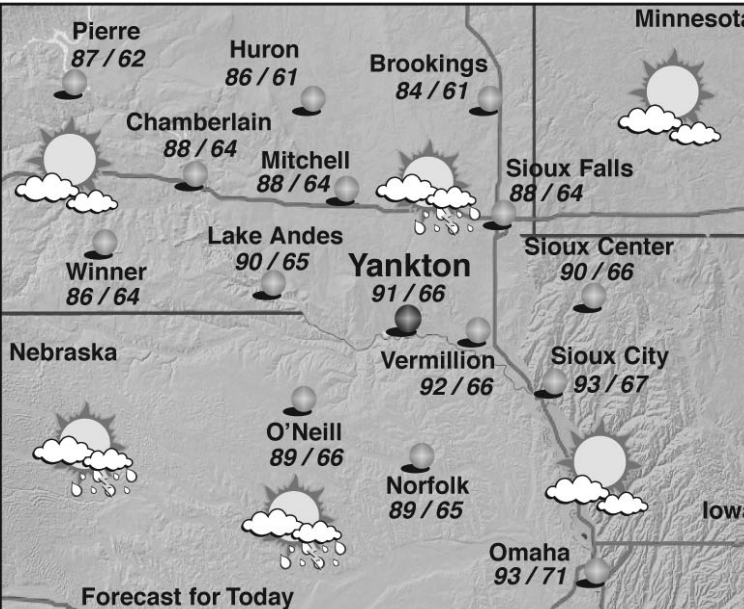 Minnesota
Pierre
87 / 62
Huron
86 / 61
Brookings
84 / 61
Chamberlain
88 / 64
Mitchell
88 / 64
Sioux Falls
88 / 64
Lake Andes
90 / 65
Yankton
91 / 66
Sioux Center
90 / 66
Winner
86 / 64
Nebraska
Vermillion
92 / 66
Sioux City
93 / 67
O'Neill
89 / 66
Norfolk
89 / 65
Iowa
Omaha
93 / 71
Forecast for Today